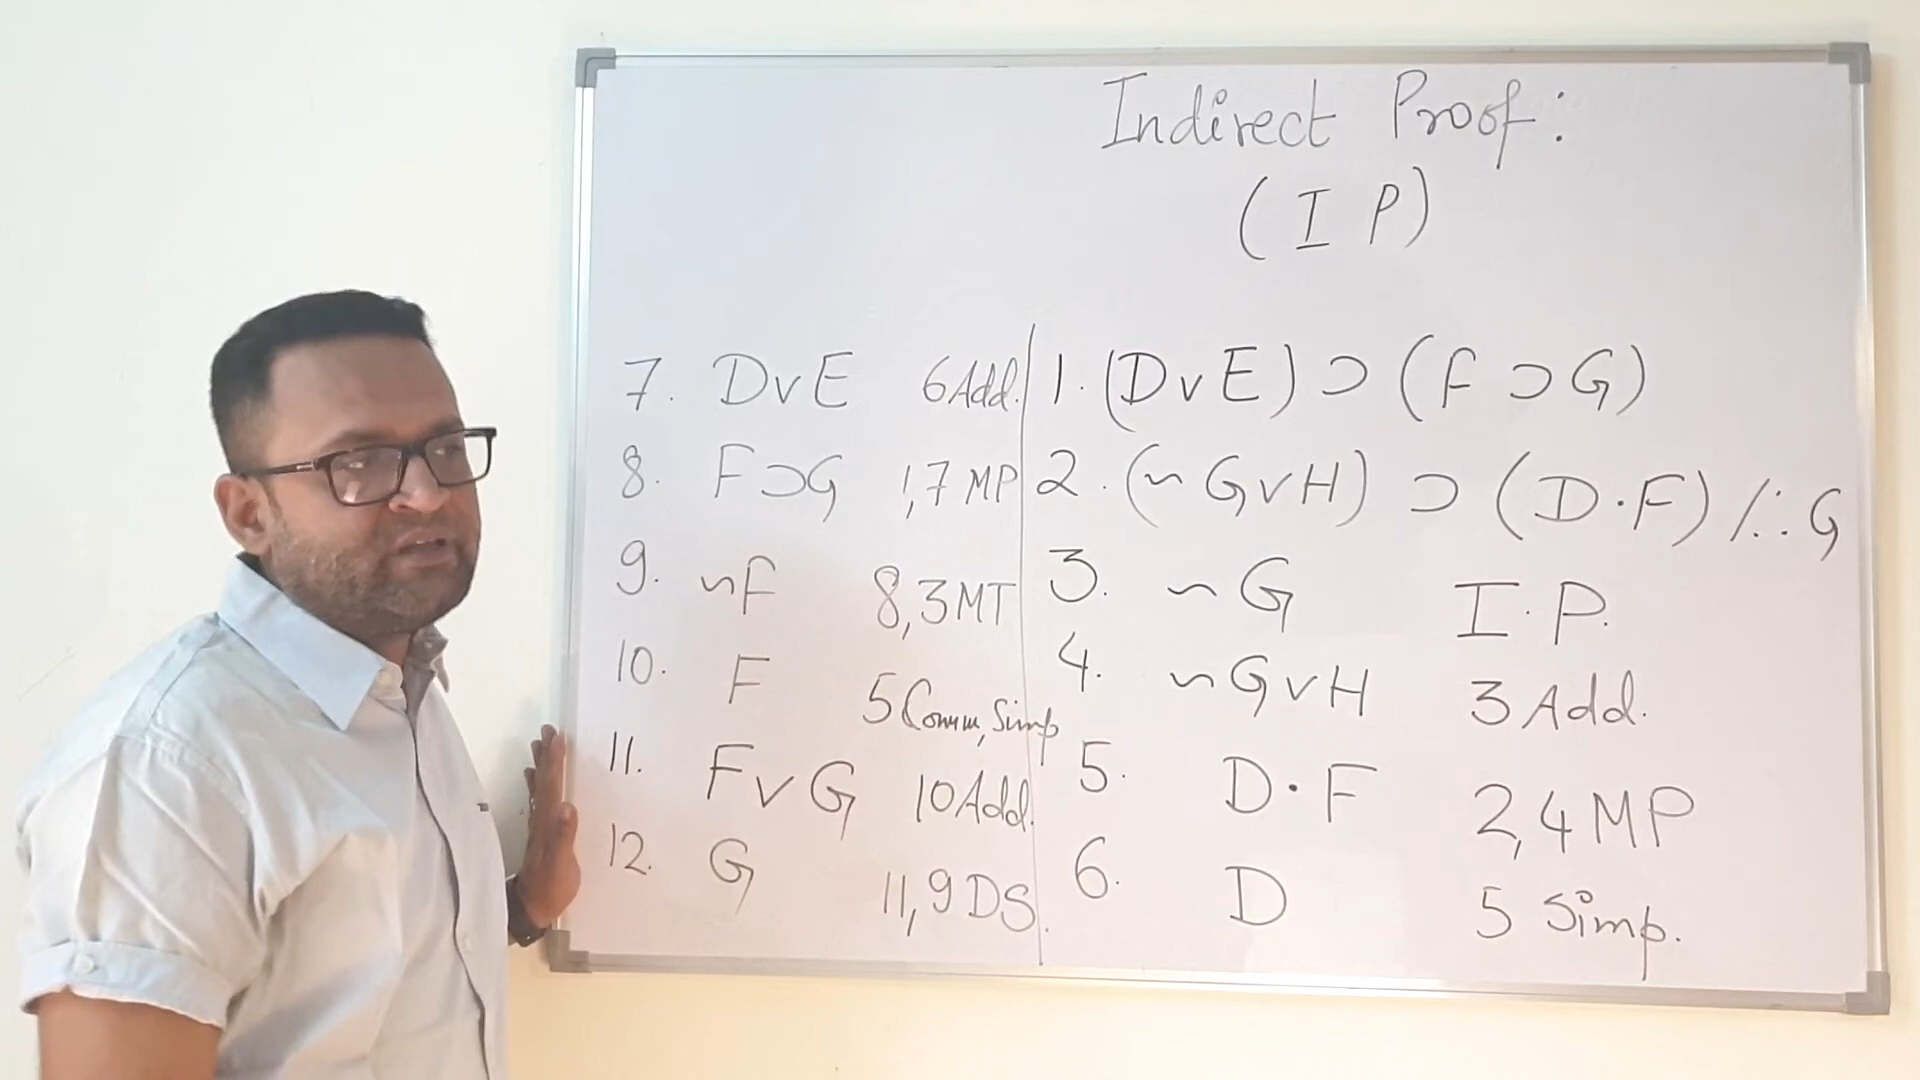 Indirect Proof:
(I P)
1. (D v E) ⊃ (F ⊃ G)
2. (~ G v H) ⊃ (D · F) /∴ G
3. ~ G I. P.
4. ~ G v H 3 Add.
5. D · F 2,4 MP
6. D 5 Simp.
7. D v E 6 Add.
8. F ⊃ G 1,7 MP
9. ~F 8,3 MT
10. F 5 Comm, Simp
11. F v G 10 Add.
12. G 11,9 DS.